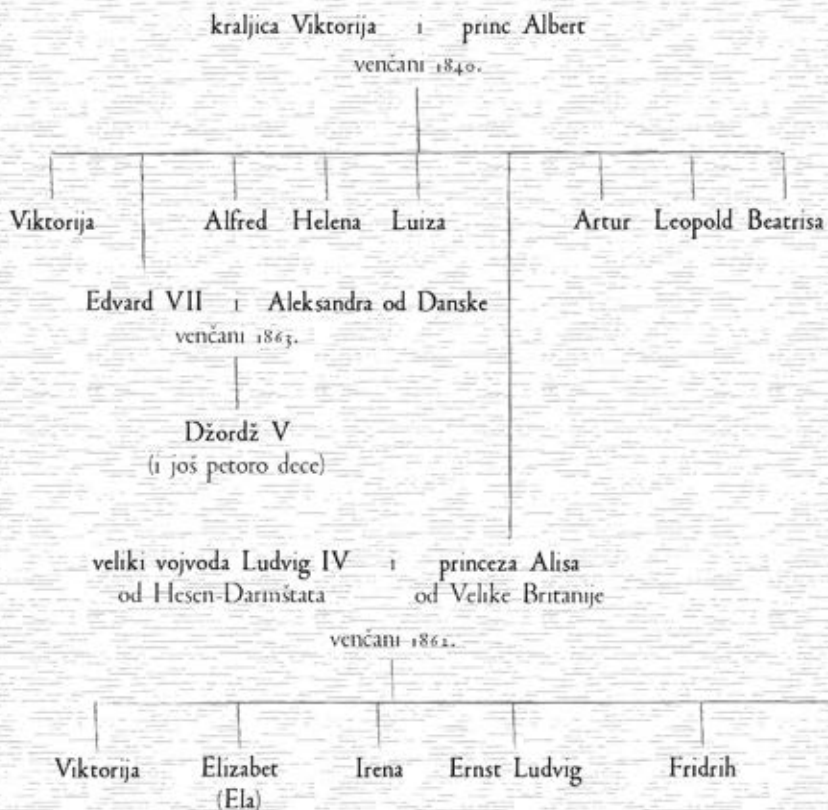 kraljica Viktorija i princ Albert
venčani 1840.
Viktorija Alfred Helena Luiza Artur Leopold Beatrisa
Edvard VII i Aleksandra od Danske
venčani 1863.
Džordž V
(i još petoro dece)
veliki vojvoda Ludvig IV i princeza Alisa
od Hesen-Darmštata od Velike Britanije
venčani 1862.
Viktorija Elizabet Irena Ernst Ludvig Fridrih
(Ela)